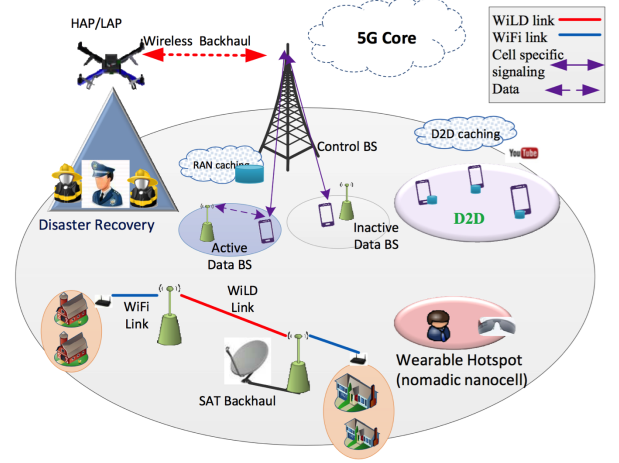 HAP/LAP
Wireless Backhaul
5G Core
WiLD link
WiFi link
Cell specific
signaling
Data
Control BS
RAN caching
D2D caching
YouTube
D2D
Disaster Recovery
Active
Data BS
Inactive
Data BS
WiFi
Link
WiLD
Link
SAT Backhaul
Wearable Hotspot
(nomadic nanocell)